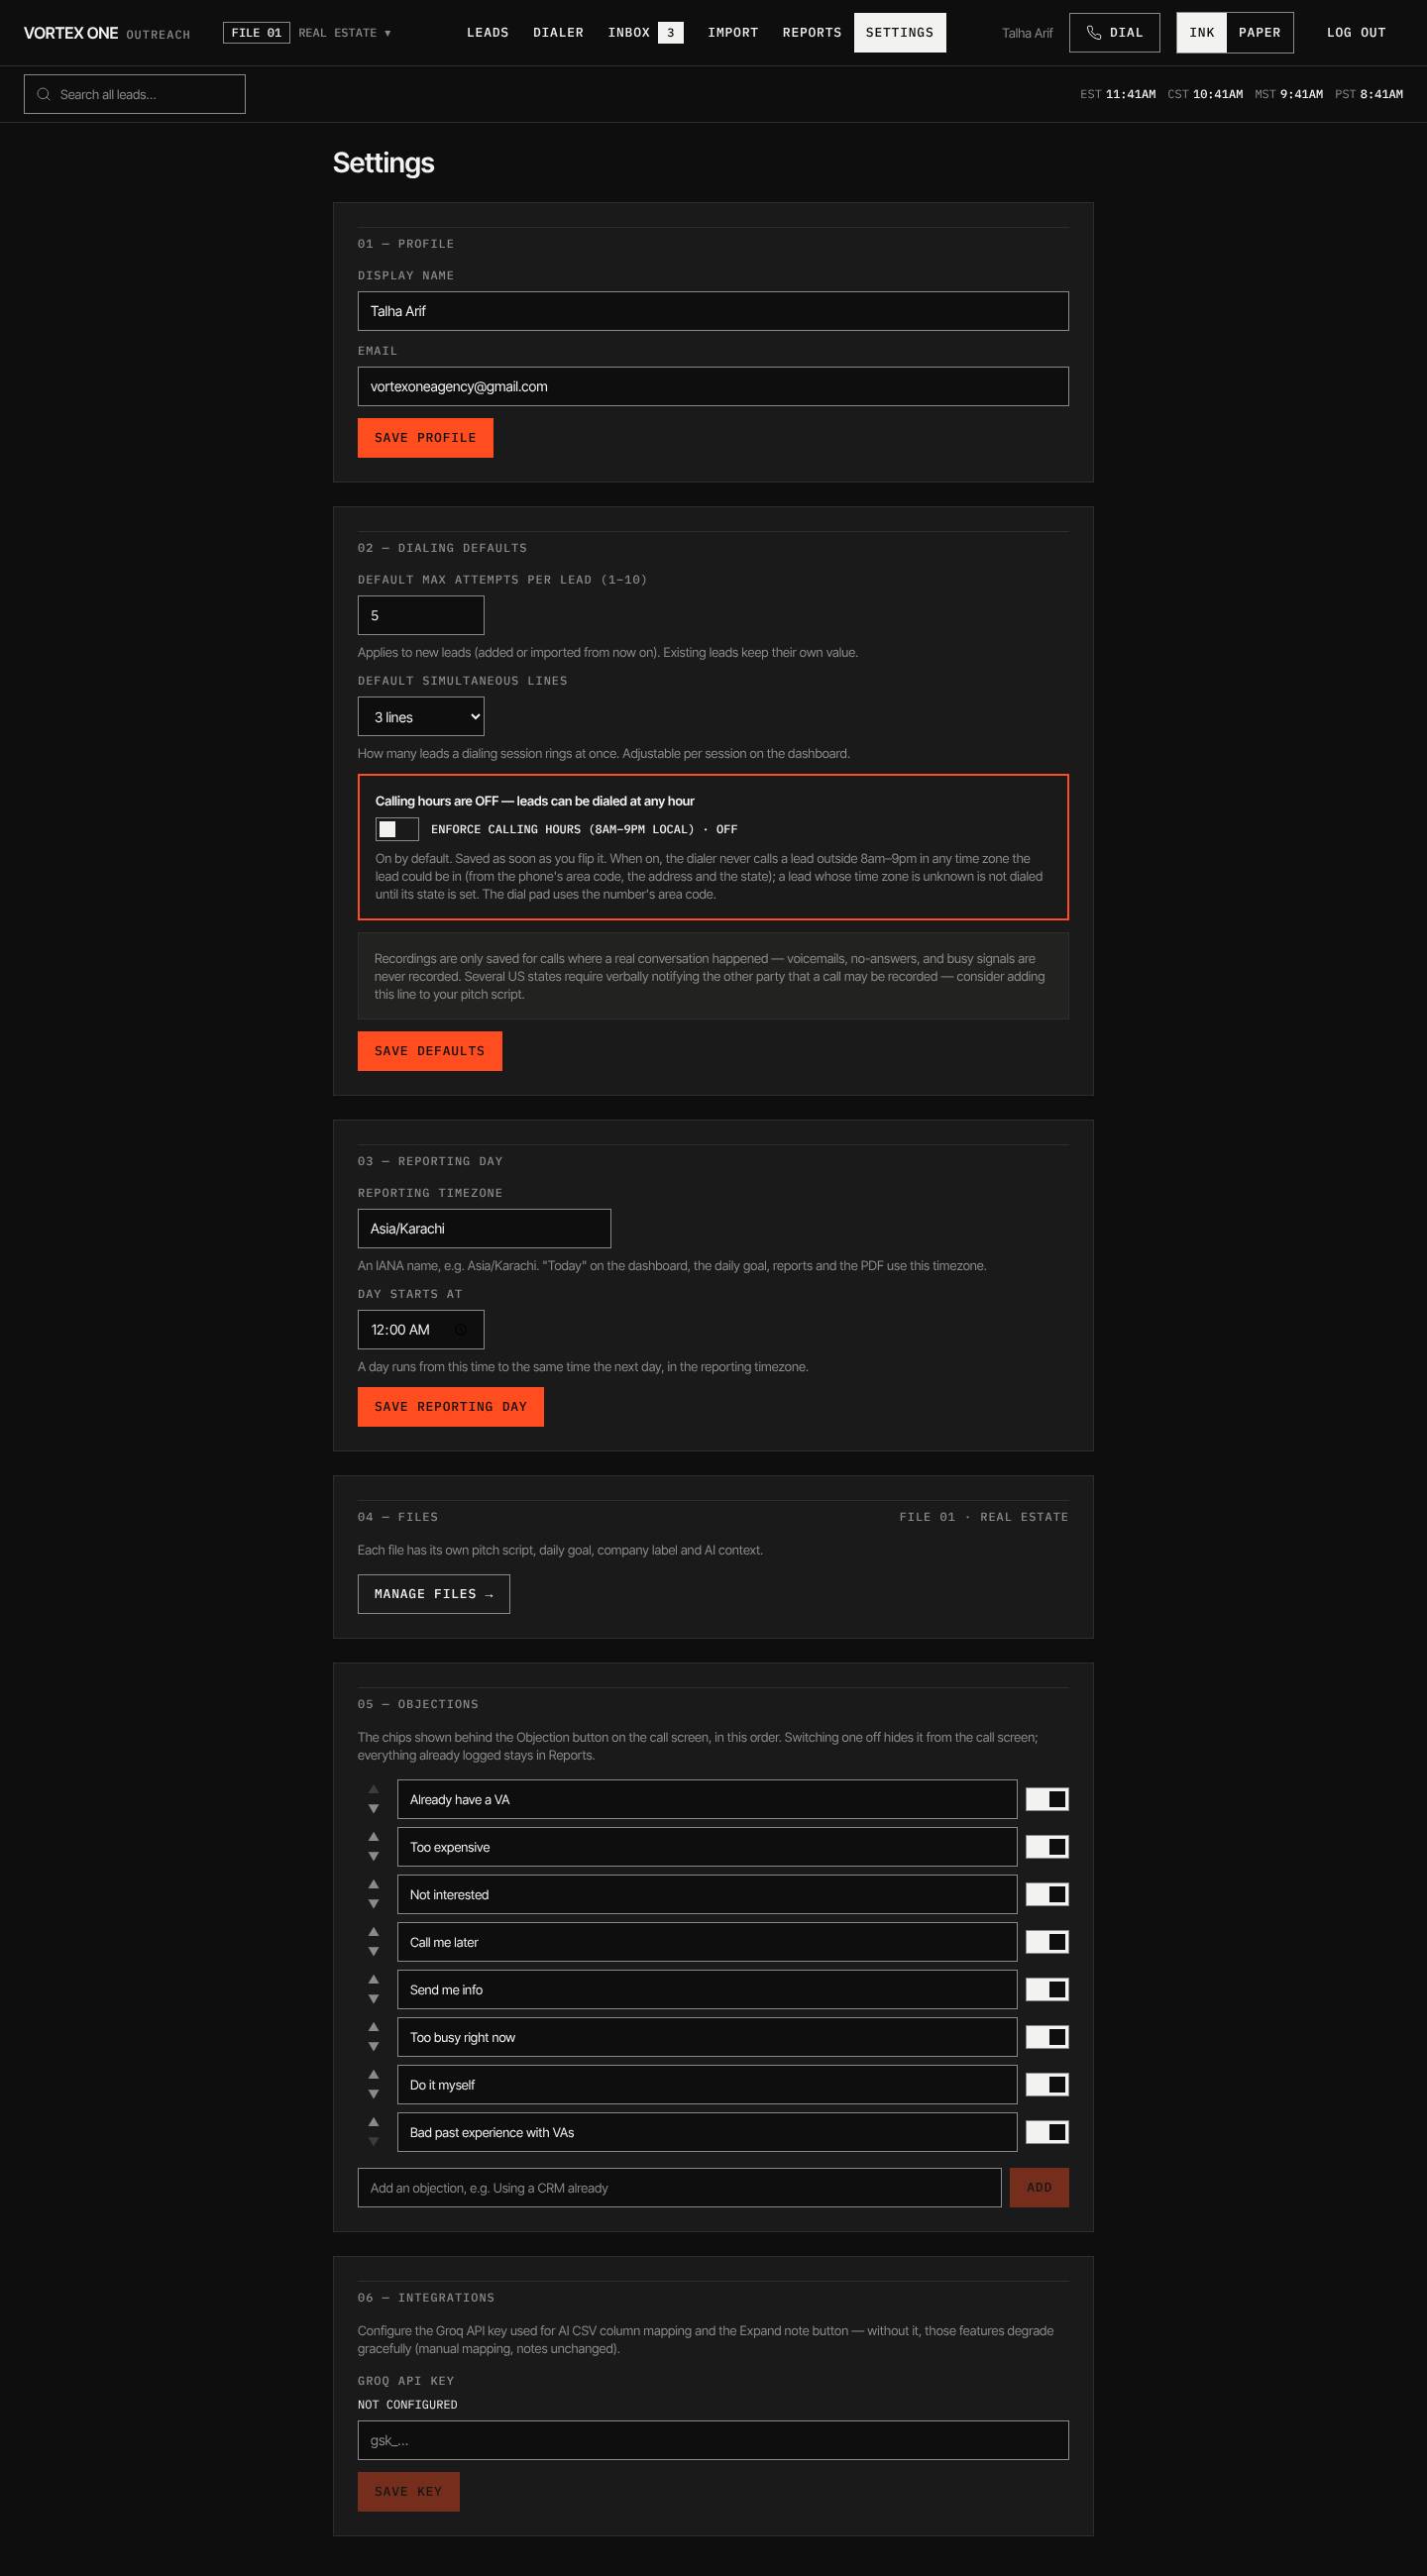 VORTEX ONE OUTREACH
FILE 01 REAL ESTATE ▾
LEADS DIALER INBOX 3 IMPORT REPORTS SETTINGS
Talha Arif DIAL INK PAPER LOG OUT
Search all leads...
EST 11:41AM CST 10:41AM MST 9:41AM PST 8:41AM
Settings
01 — PROFILE
DISPLAY NAME
Talha Arif
EMAIL
vortexoneagency@gmail.com
SAVE PROFILE
02 — DIALING DEFAULTS
DEFAULT MAX ATTEMPTS PER LEAD (1–10)
5
Applies to new leads (added or imported from now on). Existing leads keep their own value.
DEFAULT SIMULTANEOUS LINES
3 lines
How many leads a dialing session rings at once. Adjustable per session on the dashboard.
Calling hours are OFF — leads can be dialed at any hour
ENFORCE CALLING HOURS (8AM–9PM LOCAL) · OFF
On by default. Saved as soon as you flip it. When on, the dialer never calls a lead outside 8am–9pm in any time zone the
lead could be in (from the phone's area code, the address and the state); a lead whose time zone is unknown is not dialed
until its state is set. The dial pad uses the number's area code.
Recordings are only saved for calls where a real conversation happened — voicemails, no-answers, and busy signals are
never recorded. Several US states require verbally notifying the other party that a call may be recorded — consider adding
this line to your pitch script.
SAVE DEFAULTS
03 — REPORTING DAY
REPORTING TIMEZONE
Asia/Karachi
An IANA name, e.g. Asia/Karachi. "Today" on the dashboard, the daily goal, reports and the PDF use this timezone.
DAY STARTS AT
12:00 AM
A day runs from this time to the same time the next day, in the reporting timezone.
SAVE REPORTING DAY
04 — FILES
FILE 01 · REAL ESTATE
Each file has its own pitch script, daily goal, company label and AI context.
MANAGE FILES →
05 — OBJECTIONS
The chips shown behind the Objection button on the call screen, in this order. Switching one off hides it from the call screen;
everything already logged stays in Reports.
Already have a VA
Too expensive
Not interested
Call me later
Send me info
Too busy right now
Do it myself
Bad past experience with VAs
Add an objection, e.g. Using a CRM already
ADD
06 — INTEGRATIONS
Configure the Groq API key used for AI CSV column mapping and the Expand note button — without it, those features degrade
gracefully (manual mapping, notes unchanged).
GROQ API KEY
NOT CONFIGURED
gsk_...
SAVE KEY